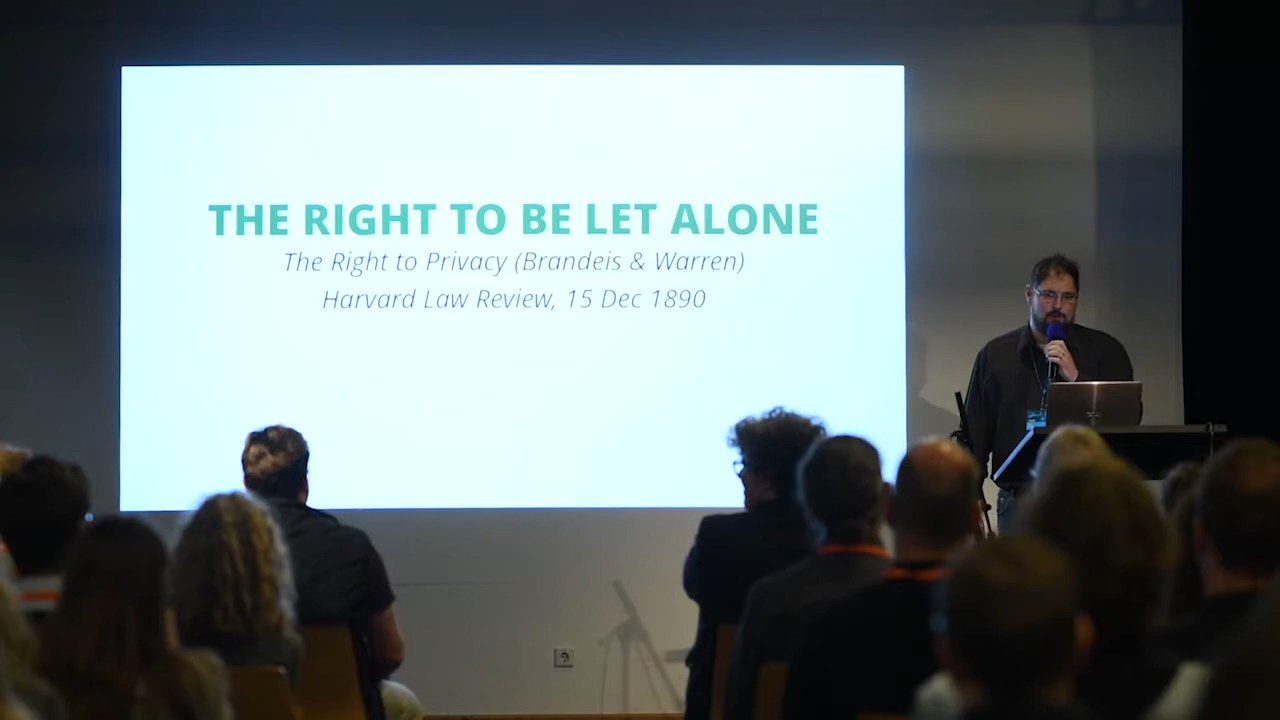 THE RIGHT TO BE LET ALONE
The Right to Privacy (Brandeis & Warren)
Harvard Law Review, 15 Dec 1890